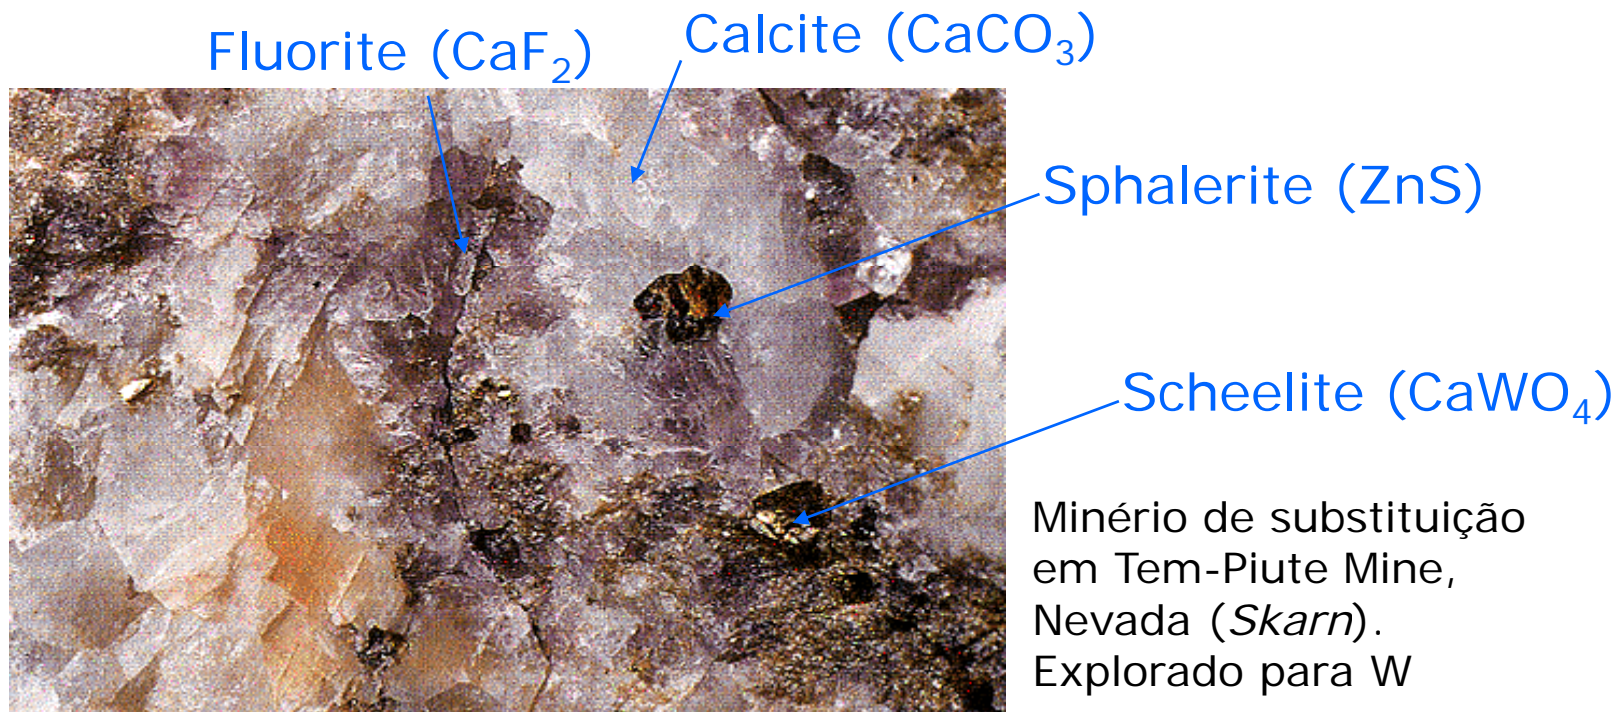 Fluorite (CaF₂)
Calcite (CaCO₃)
Sphalerite (ZnS)
Scheelite (CaWO₄)
Minério de substituição
em Tem-Piute Mine,
Nevada (Skarn).
Explorado para W